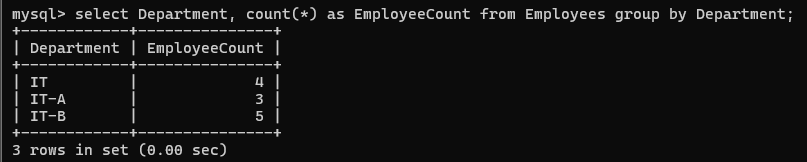 mysql> select Department, count(*) as EmployeeCount from Employees group by Department;
+------------+---------------+
| Department | EmployeeCount |
+------------+---------------+
| IT         |             4 |
| IT-A       |             3 |
| IT-B       |             5 |
+------------+---------------+
3 rows in set (0.00 sec)